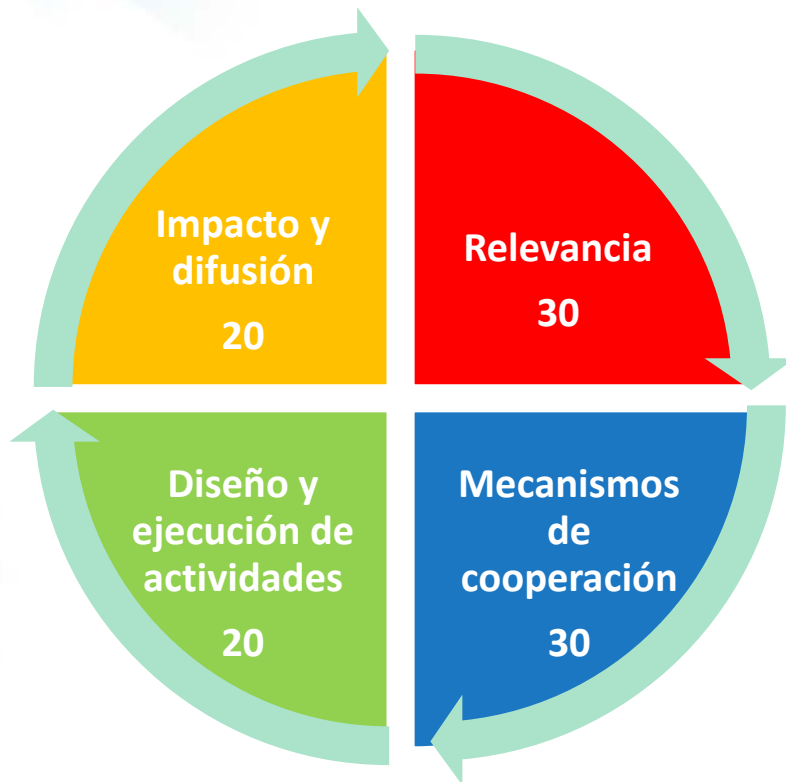 Impacto y
difusión
20
Relevancia
30
Diseño y
ejecución de
actividades
20
Mecanismos
de
cooperación
30